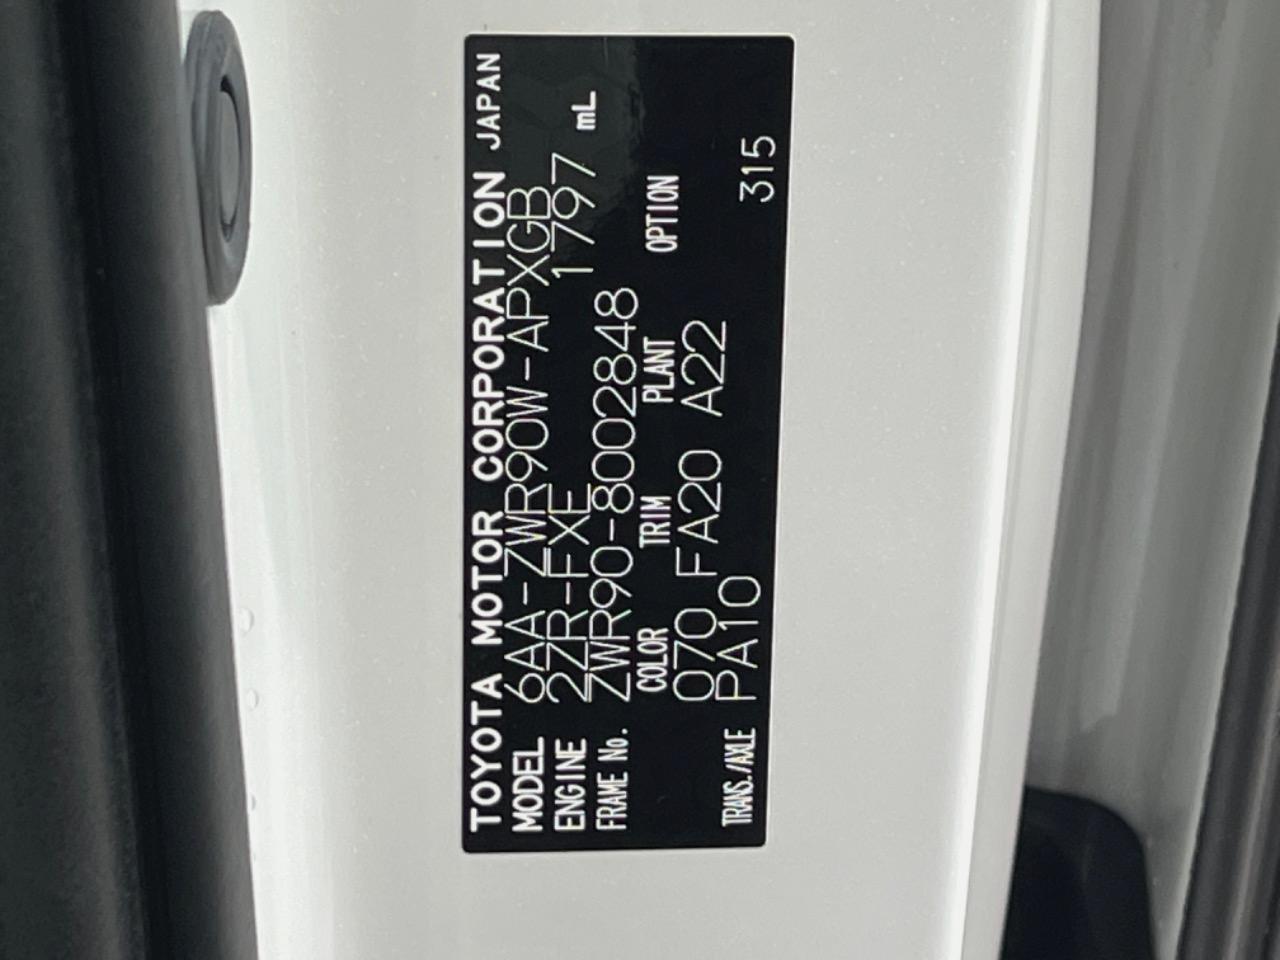 TOYOTA MOTOR CORPORATION JAPAN
MODEL 6AA-ZWR90W-APXGB
ENGINE 2ZR-FXE 1797 mL
FRAME No. ZWR90-8002848
COLOR TRIM PLANT OPTION
070 FA20 A22
TRANS./AXLE PA10 315